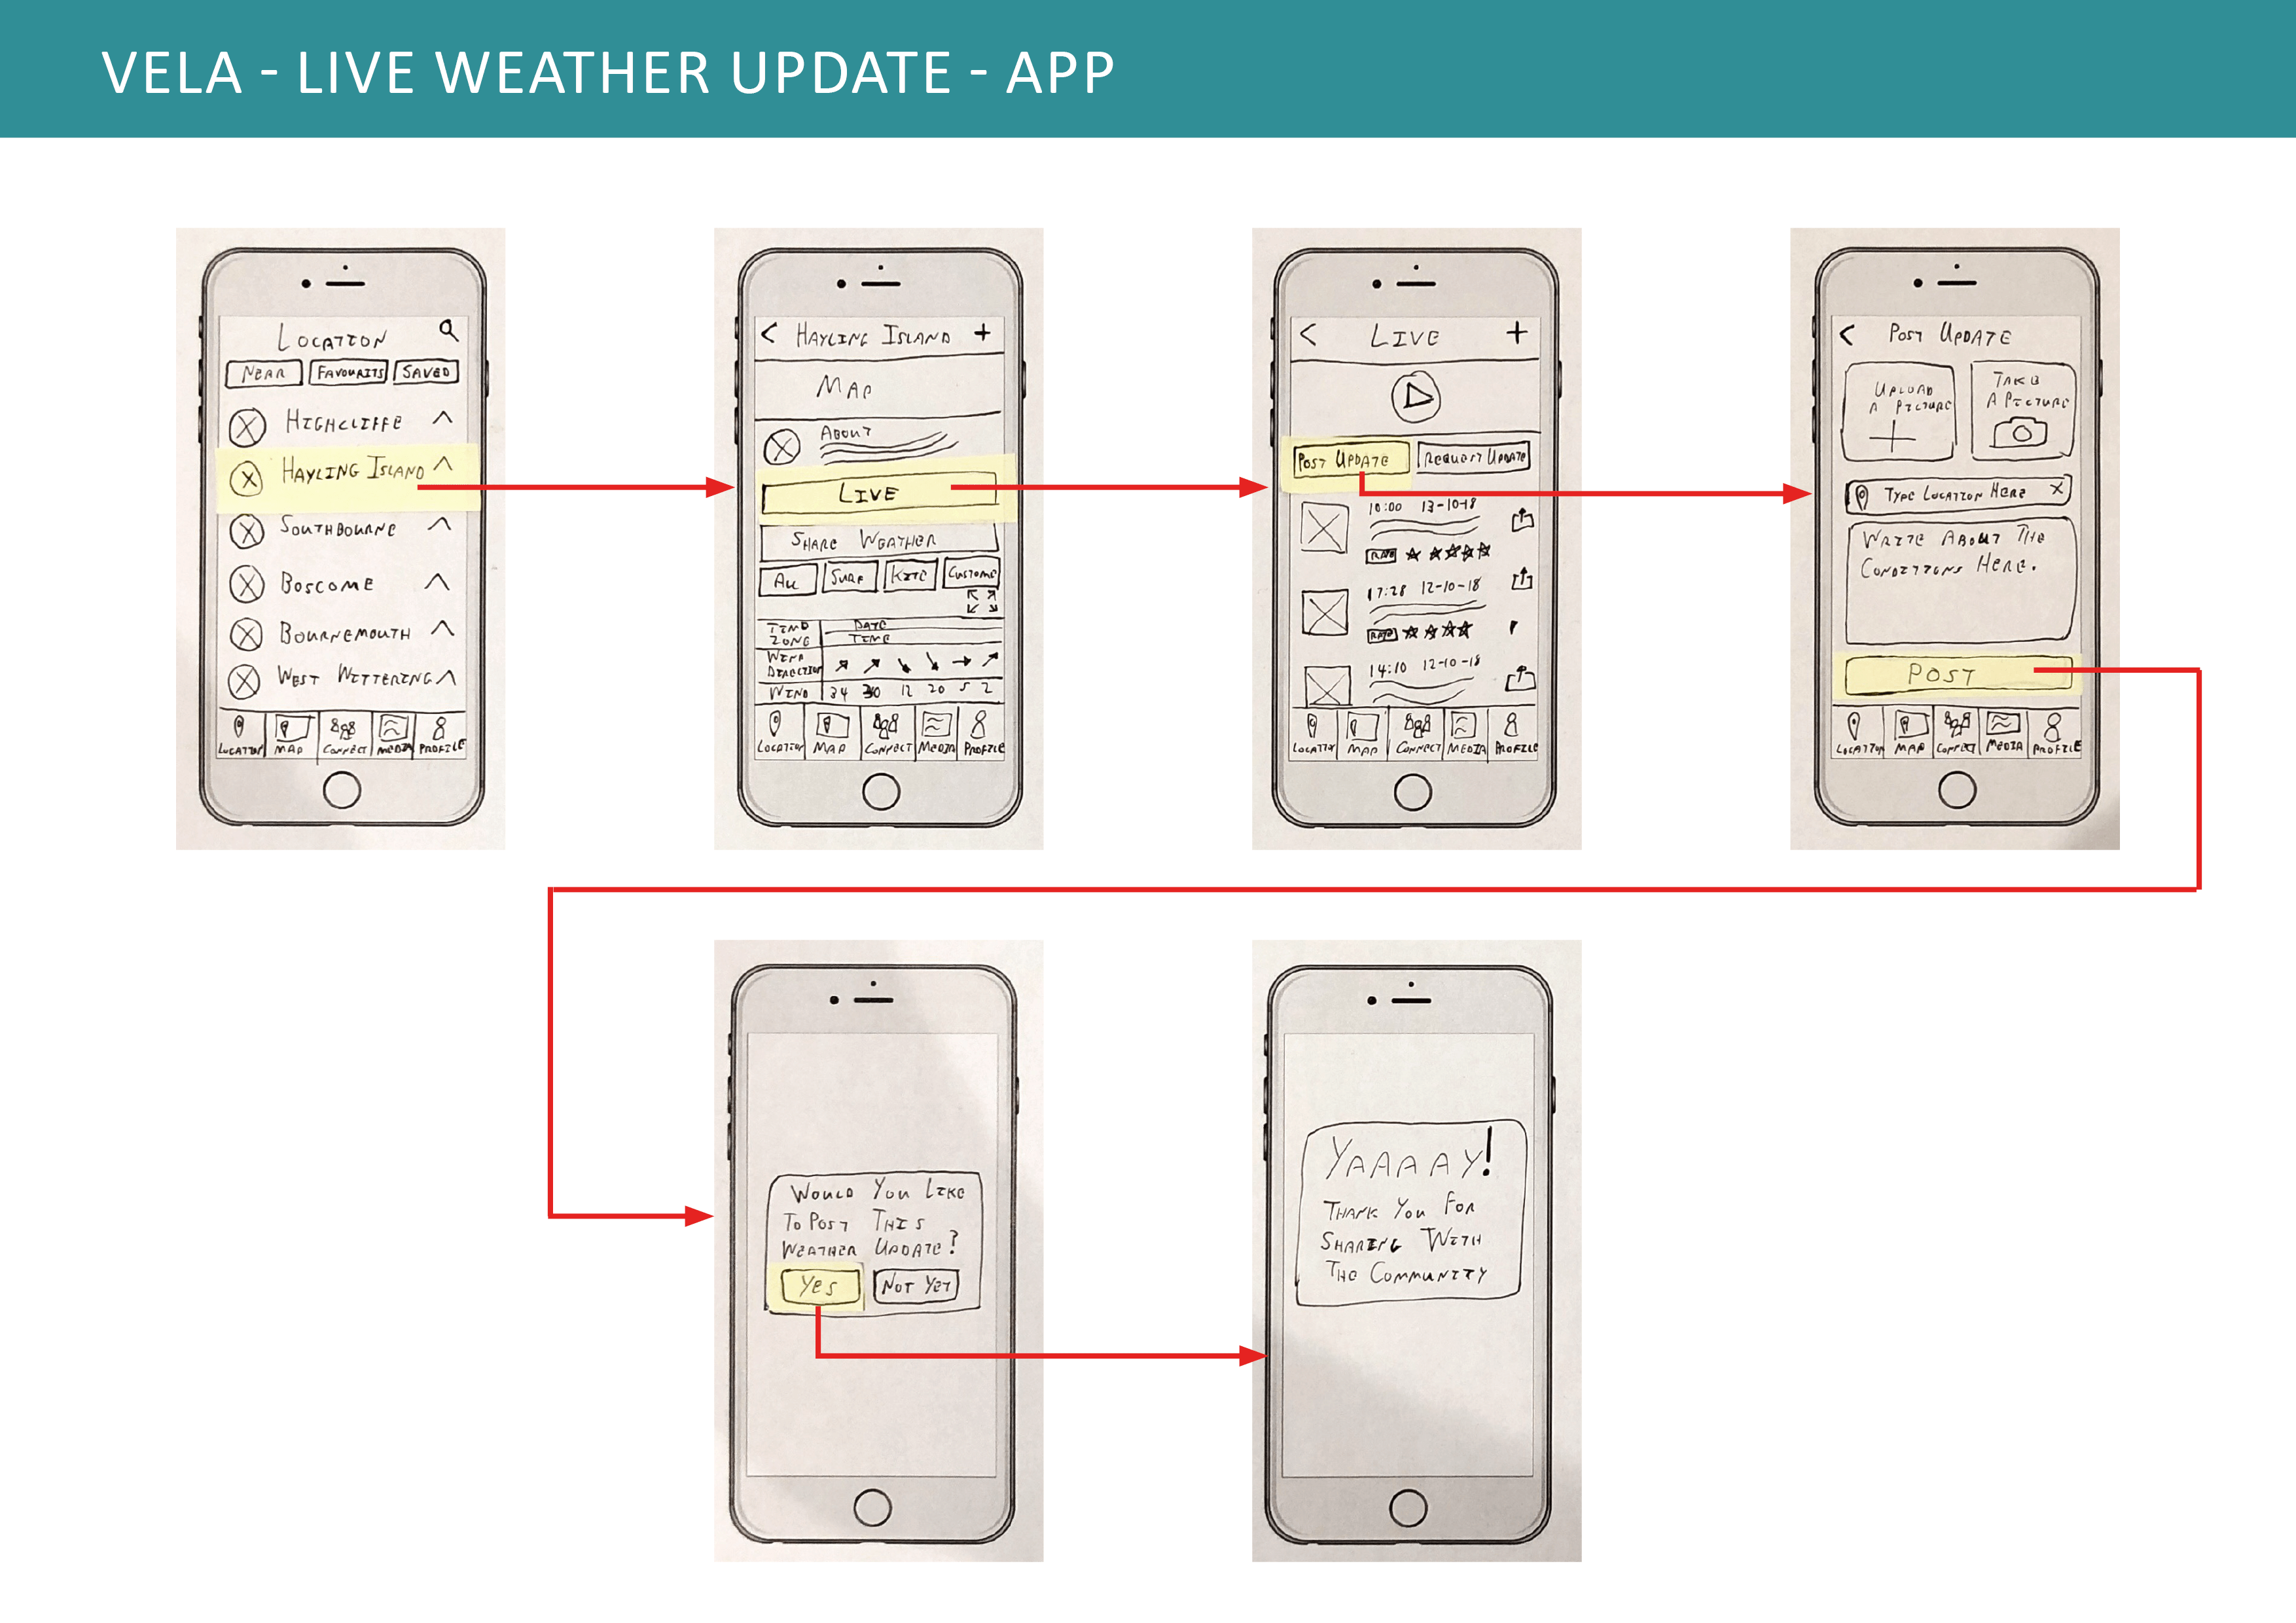 VELA - LIVE WEATHER UPDATE - APP
LOCATION
NEAR FAVOURITS SAVED
HIGHCLIFFE
HAYLING ISLAND
SOUTHBOURNE
BOSCOME
BOURNEMOUTH
WEST WITTERING
LOCATION MAP CONNECT MEDIA PROFILE
HAYLING ISLAND +
MAP
ABOUT
LIVE
SHARE WEATHER
ALL SURF KITE CUSTOME
TIME ZONE DATE
TIME
WIND DIRECTION
WIND 34 30 12 20 5 2
LOCATION MAP CONNECT MEDIA PROFILE
LIVE +
POST UPDATE REQUEST UPDATE
10:00 13-10-18
RATE
17:28 12-10-18
RATE
14:10 12-10-18
LOCATION MAP CONNECT MEDIA PROFILE
POST UPDATE
UPLOAD
A PICTURE
TAKE
A PICTURE
TYPE LOCATION HERE X
WRITE ABOUT THE
CONDITIONS HERE.
POST
LOCATION MAP CONNECT MEDIA PROFILE
WOULD YOU LIKE
TO POST THIS
WEATHER UPDATE?
YES NOT YET
YAAAAAY!
THANK YOU FOR
SHARING WITH
THE COMMUNITY